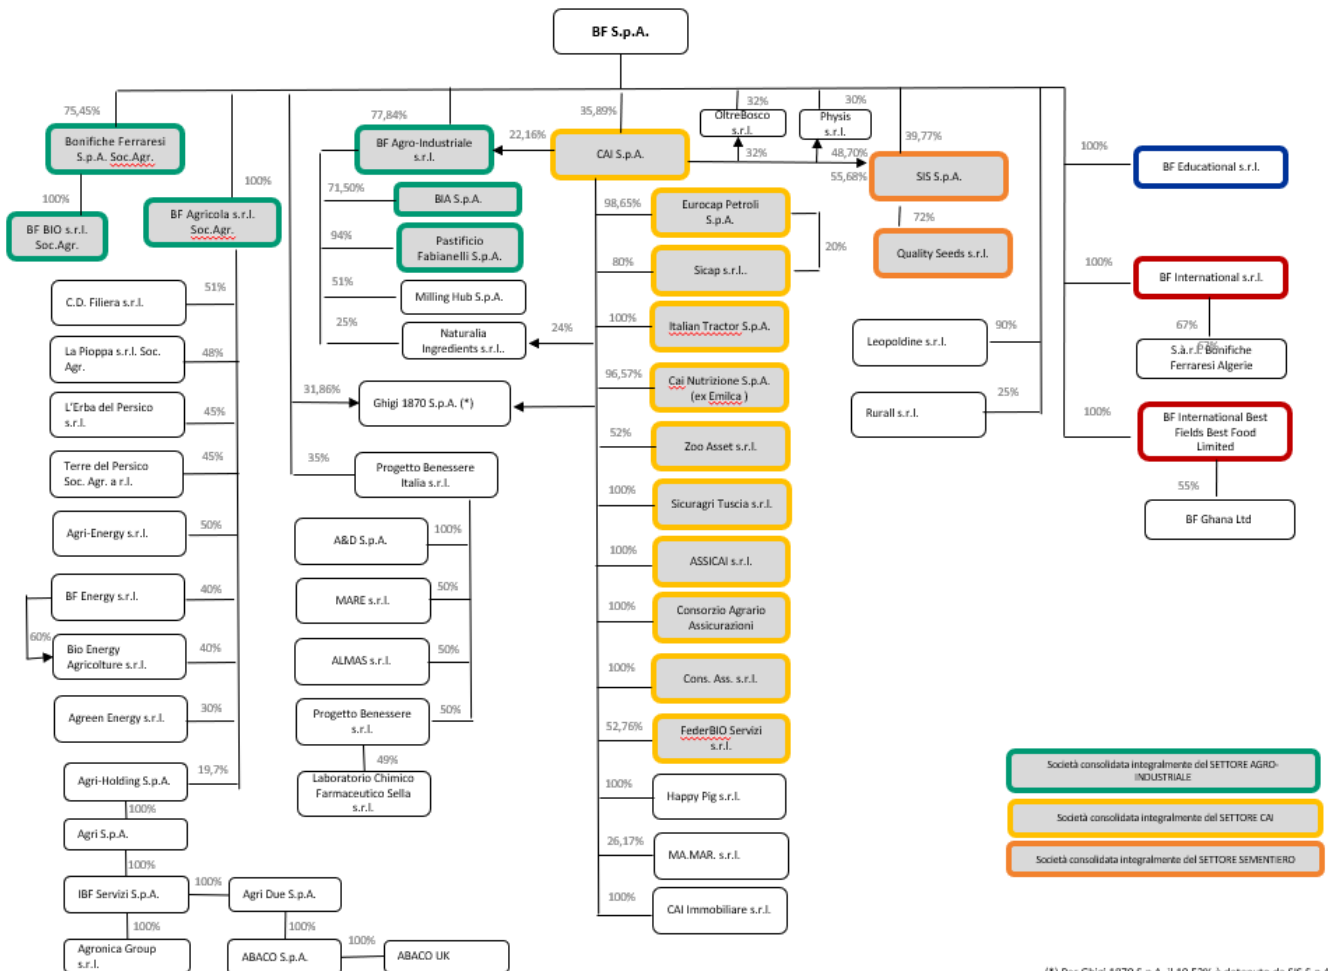 BF S.p.A.
75,45%
Bonifiche Ferraresi
S.p.A. Soc.Agr.
100%
BF BIO s.r.l.
Soc.Agr.
100%
BF Agricola s.r.l.
Soc.Agr.
C.D. Filiera s.r.l.
51%
La Pioppa s.r.l. Soc.
Agr.
48%
L'Erba del Persico
s.r.l.
45%
Terre del Persico
Soc. Agr. a r.l.
45%
Agri-Energy s.r.l.
50%
BF Energy s.r.l.
40%
60%
Bio Energy
Agricolture s.r.l.
40%
Agreen Energy s.r.l.
30%
Agri-Holding S.p.A.
19,7%
100%
Agri S.p.A.
100%
IBF Servizi S.p.A.
100%
Agri Due S.p.A.
100%
Agronica Group
s.r.l.
100%
ABACO S.p.A.
100%
ABACO UK
77,84%
BF Agro-Industriale
s.r.l.
22,16%
71,50%
BIA S.p.A.
94%
Pastificio
Fabianelli S.p.A.
51%
Milling Hub S.p.A.
25%
Naturalia
Ingredients s.r.l..
24%
31,86%
Ghigi 1870 S.p.A. (*)
35%
Progetto Benessere
Italia s.r.l.
A&D S.p.A.
100%
MARE s.r.l.
50%
ALMAS s.r.l.
50%
Progetto Benessere
s.r.l.
50%
49%
Laboratorio Chimico
Farmaceutico Sella
s.r.l.
35,89%
CAI S.p.A.
98,65%
Eurocap Petroli
S.p.A.
20%
80%
Sicap s.r.l..
100%
Italian Tractor S.p.A.
96,57%
Cai Nutrizione S.p.A.
(ex Emilca )
52%
Zoo Asset s.r.l.
100%
Sicuragri Tuscia s.r.l.
100%
ASSICAI s.r.l.
100%
Consorzio Agrario
Assicurazioni
100%
Cons. Ass. s.r.l.
52,76%
FederBIO Servizi
s.r.l.
100%
Happy Pig s.r.l.
26,17%
MA.MAR. s.r.l.
100%
CAI Immobiliare s.r.l.
32%
OltreBosco
s.r.l.
32%
30%
Physis
s.r.l.
48,70%
55,68%
39,77%
SIS S.p.A.
72%
Quality Seeds s.r.l.
Leopoldine s.r.l.
90%
Rurall s.r.l.
25%
100%
BF Educational s.r.l.
100%
BF International s.r.l.
67%
67%
S.a.r.l. Bonifiche
Ferraresi Algerie
100%
BF International Best
Fields Best Food
Limited
55%
BF Ghana Ltd
Società consolidata integralmente del SETTORE AGRO-
INDUSTRIALE
Società consolidata integralmente del SETTORE CAI
Società consolidata integralmente del SETTORE SEMENTIERO